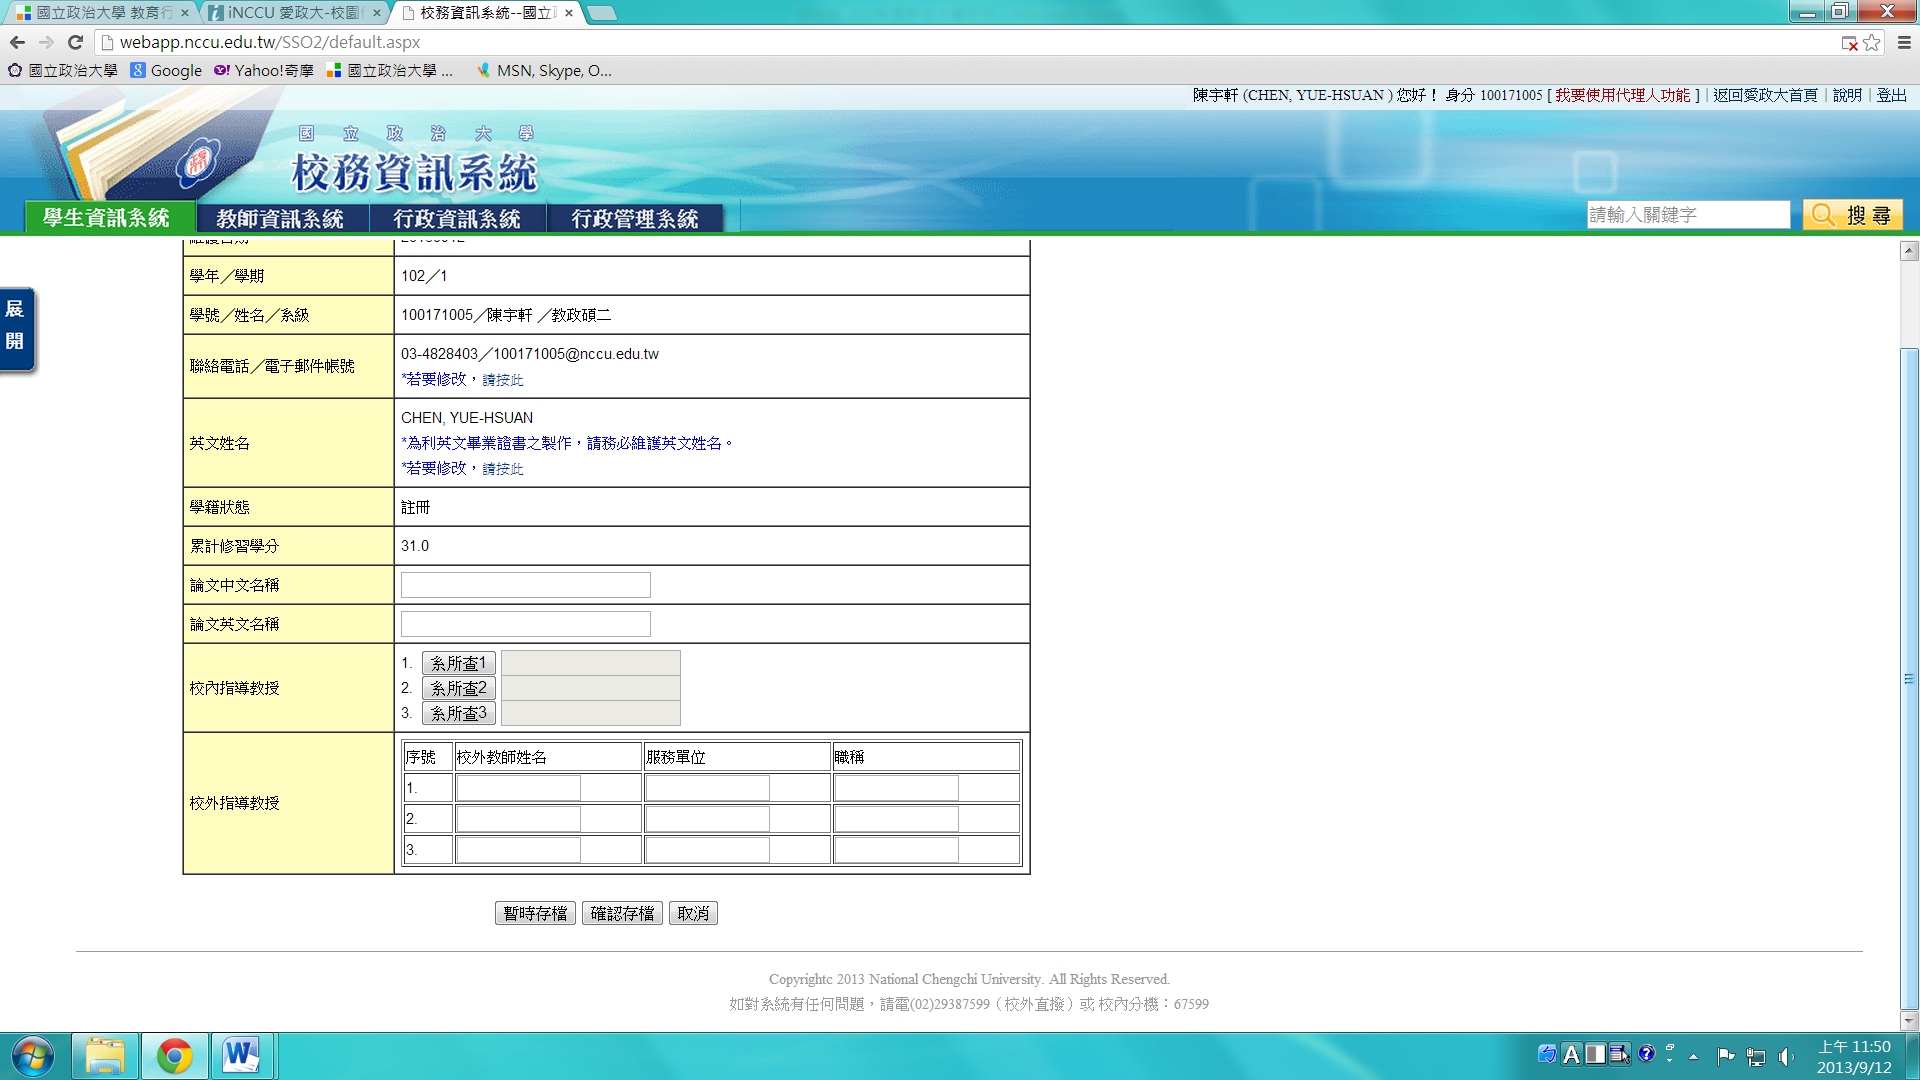 國立政治大學 教育行
iNCCU 愛政大-校園
校務資訊系統--國立
webapp.nccu.edu.tw/SSO2/default.aspx
國立政治大學
Google
Yahoo!奇摩
國立政治大學 ...
MSN, Skype, O...
陳宇軒 (CHEN, YUE-HSUAN ) 您好！ 身分 100171005 [ 我要使用代理人功能 ] | 返回愛政大首頁 | 說明 | 登出
國立政治大學
校務資訊系統
學生資訊系統 教師資訊系統 行政資訊系統 行政管理系統
請輸入關鍵字 搜尋
展開
學年／學期 102／1
學號／姓名／系級 100171005／陳宇軒 ／教政碩二
聯絡電話／電子郵件帳號 03-4828403／100171005@nccu.edu.tw
*若要修改，請按此
英文姓名 CHEN, YUE-HSUAN
*為利英文畢業證書之製作，請務必維護英文姓名。
*若要修改，請按此
學籍狀態 註冊
累計修習學分 31.0
論文中文名稱
論文英文名稱
校內指導教授
1. 系所查1
2. 系所查2
3. 系所查3
校外指導教授
序號 校外教師姓名 服務單位 職稱
1.
2.
3.
暫時存檔 確認存檔 取消
Copyrightc 2013 National Chengchi University. All Rights Reserved.
如對系統有任何問題，請電(02)29387599（校外直撥）或 校內分機：67599
上午 11:50
2013/9/12